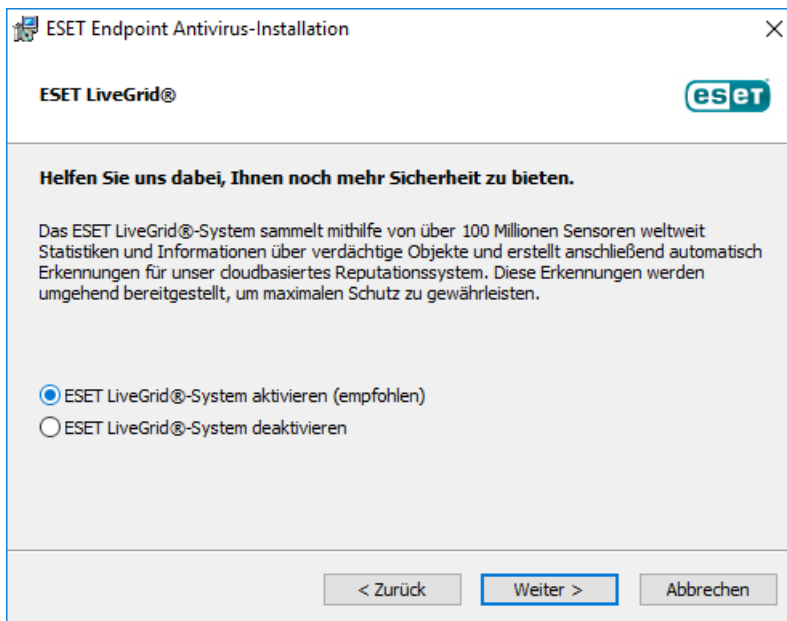 ESET Endpoint Antivirus-Installation
ESET LiveGrid®
eseT
Helfen Sie uns dabei, Ihnen noch mehr Sicherheit zu bieten.
Das ESET LiveGrid®-System sammelt mithilfe von über 100 Millionen Sensoren weltweit
Statistiken und Informationen über verdächtige Objekte und erstellt anschließend automatisch
Erkennungen für unser cloudbasiertes Reputationssystem. Diese Erkennungen werden
umgehend bereitgestellt, um maximalen Schutz zu gewährleisten.
ESET LiveGrid®-System aktivieren (empfohlen)
ESET LiveGrid®-System deaktivieren
< Zurück
Weiter >
Abbrechen